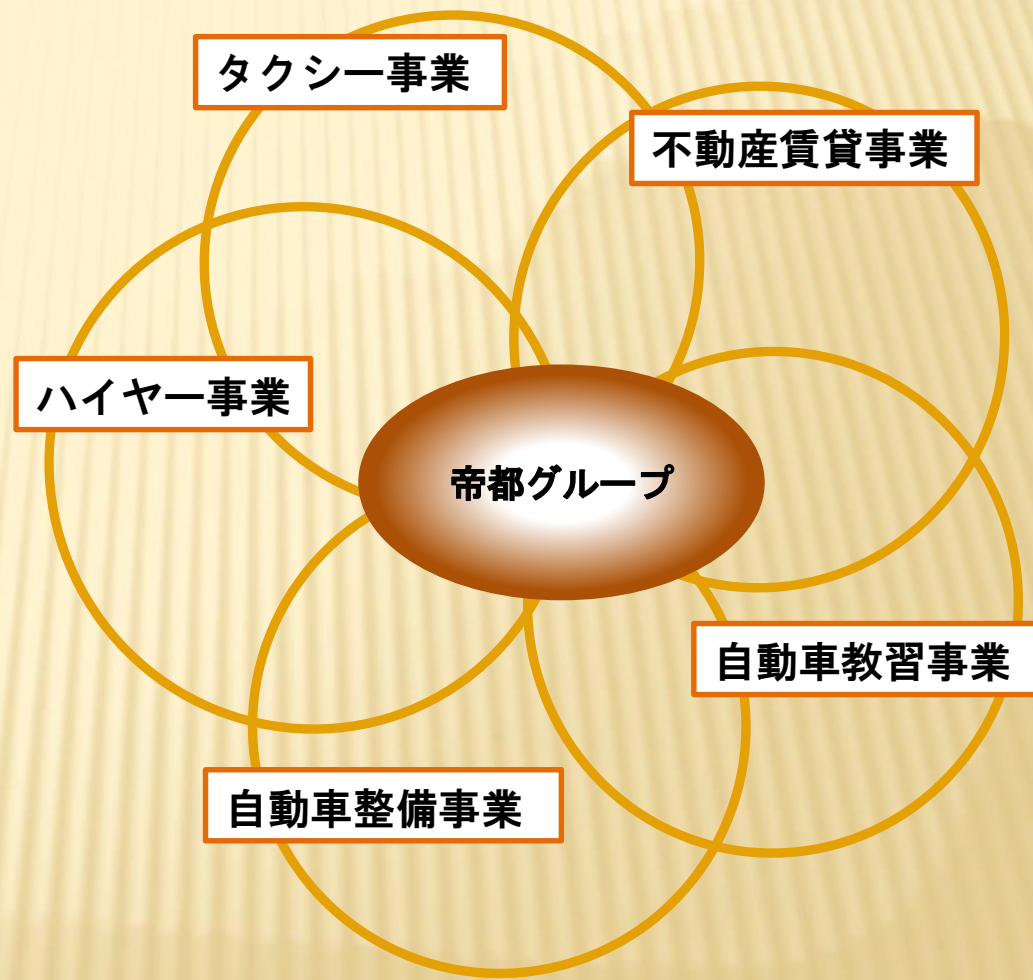 タクシー事業
不動産賃貸事業
ハイヤー事業
帝都グループ
自動車教習事業
自動車整備事業